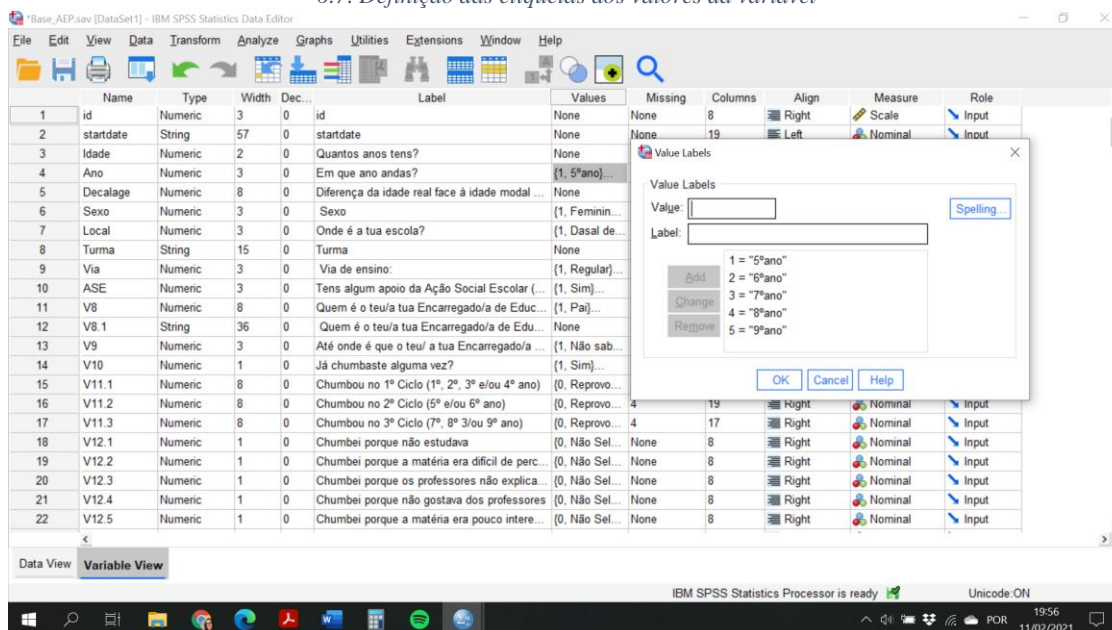 6.7. Definição das etiquetas aos valores da variável
*Base_AEP.sav [DataSet1] - IBM SPSS Statistics Data Editor
File Edit View Data Transform Analyze Graphs Utilities Extensions Window Help
Name Type Width Dec... Label Values Missing Columns Align Measure Role
1 id Numeric 3 0 id None None 8 Right Scale Input
2 startdate String 57 0 startdate None None 19 Left Nominal Input
3 Idade Numeric 2 0 Quantos anos tens? None
4 Ano Numeric 3 0 Em que ano andas? {1, 5ºano}...
5 Decalage Numeric 8 0 Diferença da idade real face à idade modal ... None
6 Sexo Numeric 3 0 Sexo {1, Feminin...
7 Local Numeric 3 0 Onde é a tua escola? {1, Dasal de...
8 Turma String 15 0 Turma None
9 Via Numeric 3 0 Via de ensino: {1, Regular}...
10 ASE Numeric 3 0 Tens algum apoio da Ação Social Escolar (... {1, Sim}...
11 V8 Numeric 8 0 Quem é o teu/a tua Encarregado/a de Educ... {1, Pai}...
12 V8.1 String 36 0 Quem é o teu/a tua Encarregado/a de Edu... None
13 V9 Numeric 3 0 Até onde é que o teu/ a tua Encarregado/a ... {1, Não sab...
14 V10 Numeric 1 0 Já chumbaste alguma vez? {1, Sim}...
15 V11.1 Numeric 8 0 Chumbou no 1º Ciclo (1º, 2º, 3º e/ou 4º ano) {0, Reprovo...
16 V11.2 Numeric 8 0 Chumbou no 2º Ciclo (5º e/ou 6º ano) {0, Reprovo... 4 19 Right Nominal Input
17 V11.3 Numeric 8 0 Chumbou no 3º Ciclo (7º, 8º 3/ou 9º ano) {0, Reprovo... 4 17 Right Nominal Input
18 V12.1 Numeric 1 0 Chumbei porque não estudava {0, Não Sel... None 8 Right Nominal Input
19 V12.2 Numeric 1 0 Chumbei porque a matéria era difícil de perc... {0, Não Sel... None 8 Right Nominal Input
20 V12.3 Numeric 1 0 Chumbei porque os professores não explica... {0, Não Sel... None 8 Right Nominal Input
21 V12.4 Numeric 1 0 Chumbei porque não gostava dos professores {0, Não Sel... None 8 Right Nominal Input
22 V12.5 Numeric 1 0 Chumbei porque a matéria era pouco intere... {0, Não Sel... None 8 Right Nominal Input
Value Labels
Value Labels
Value:
Spelling...
Label:
1 = "5ºano"
Add
2 = "6ºano"
Change
3 = "7ºano"
4 = "8ºano"
Remove
5 = "9ºano"
OK Cancel Help
Data View Variable View
IBM SPSS Statistics Processor is ready Unicode:ON
POR
19:56
11/02/2021